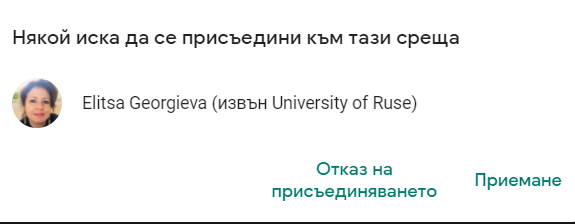 Някой иска да се присъедини към тази среща
Elitsa Georgieva (извън University of Ruse)
Отказ на
присъединяването
Приемане